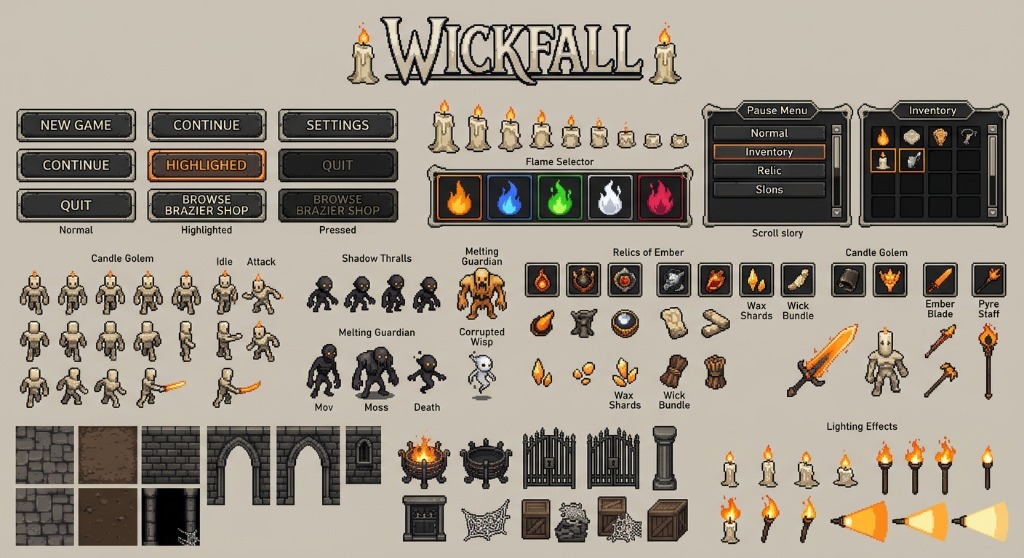 WICKFALL
NEW GAME
CONTINUE
SETTINGS
CONTINUE
HIGHLIGHED
QUIT
QUIT
BROWSE
BRAZIER SHOP
BROWSE
BRAZIER SHOP
Normal
Highlighted
Pressed
Flame Selector
Pause Menu
Normal
Inventory
Relic
Slons
Scroll slory
Inventory
Candle Golem
Idle
Attack
Shadow Thralls
Melting
Guardian
Melting Guardian
Corrupted
Wisp
Mov
Moss
Death
Relics of Ember
Wax
Shards
Wick
Bundle
Wax
Shards
Wick
Bundle
Candle Golem
Ember
Blade
Pyre
Staff
Lighting Effects